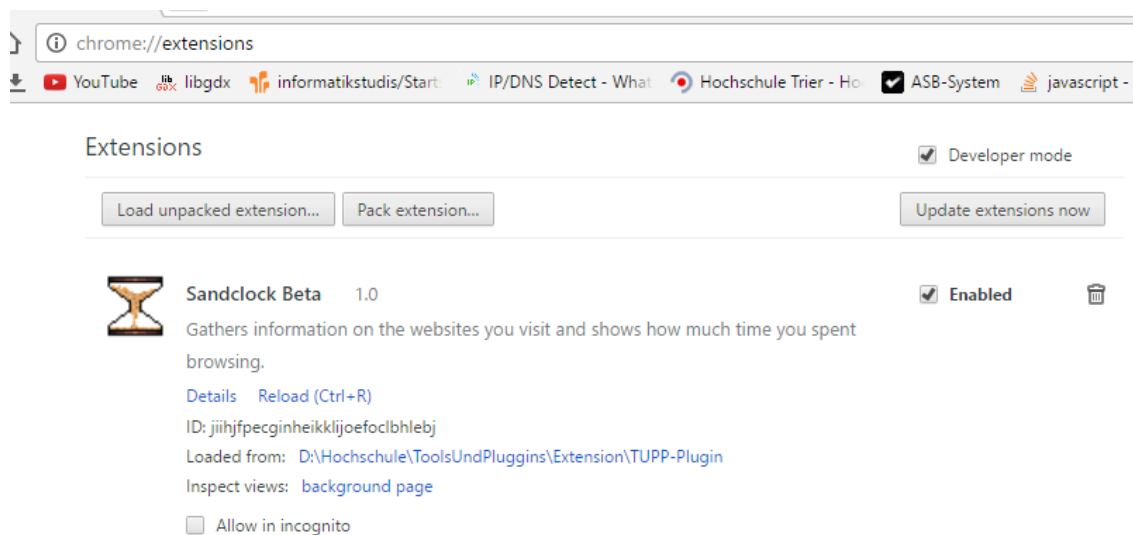 chrome://extensions
YouTube lib GDX libgdx informatikstudis/Start: IP IP/DNS Detect - What Hochschule Trier - Ho ASB-System javascript -
Extensions Developer mode
Load unpacked extension... Pack extension... Update extensions now
Sandclock Beta 1.0 Enabled
Gathers information on the websites you visit and shows how much time you spent
browsing.
Details Reload (Ctrl+R)
ID: jiihjfpecginheikklijoefoclbhlebj
Loaded from: D:\Hochschule\ToolsUndPluggins\Extension\TUPP-Plugin
Inspect views: background page
Allow in incognito